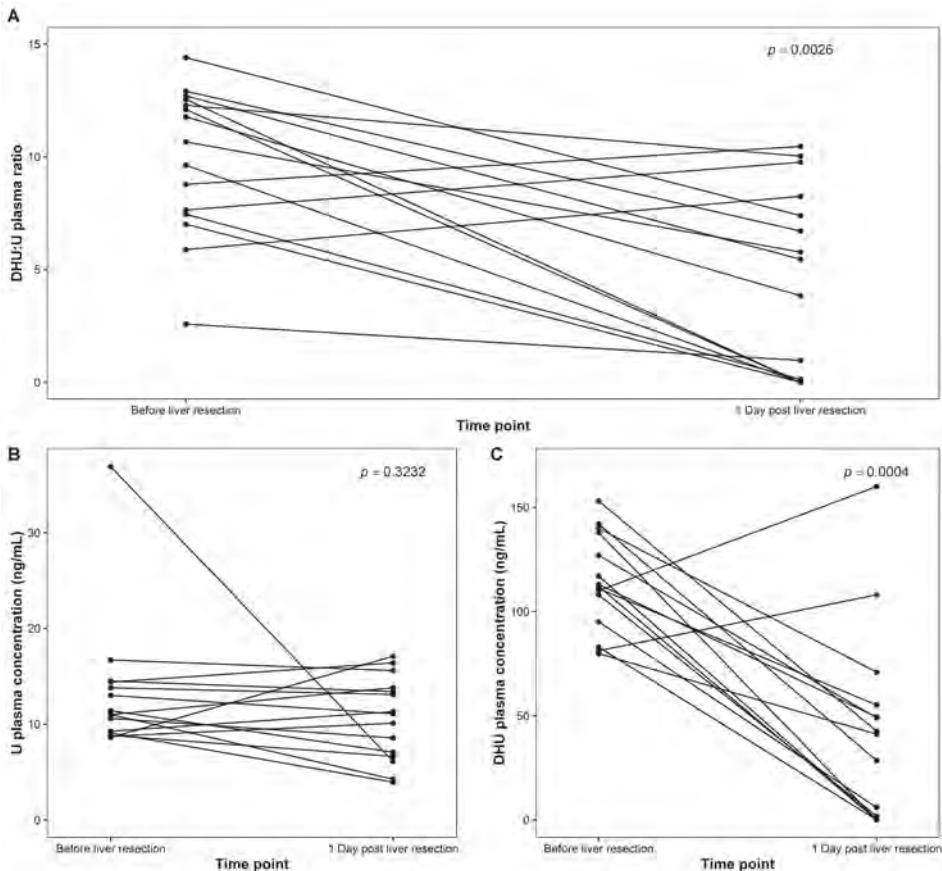 A
p = 0.0026
15
10
5
0
DHU:U plasma ratio
Before liver resection
1 Day post liver resection
Time point
B
p = 0.3232
30
20
10
0
U plasma concentration (ng/mL)
Before liver resection
1 Day post liver resection
Time point
C
p = 0.0004
150
100
50
0
DHU plasma concentration (ng/mL)
Before liver resection
1 Day post liver resection
Time point